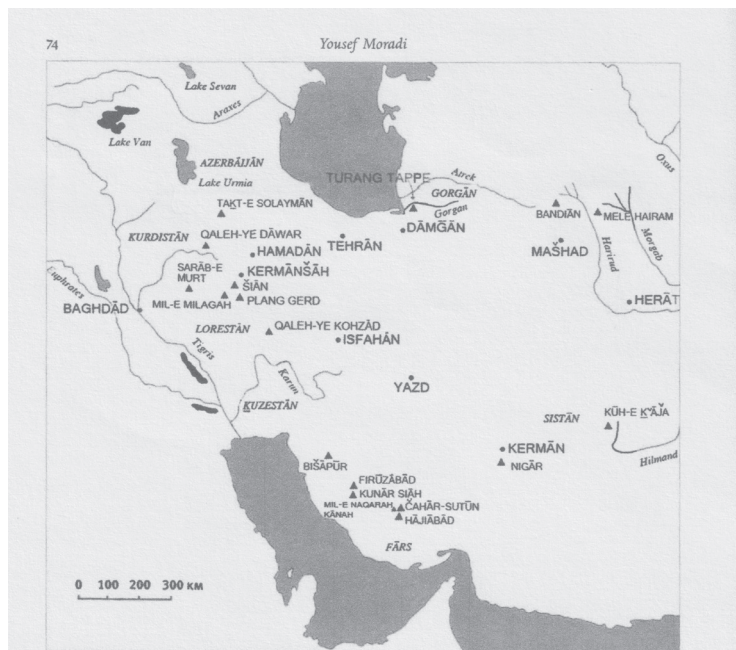 74
Yousef Moradi
Lake Sevan
Araxes
Lake Van
AZERBĀIJĀN
Lake Urmia
TURANG TAPPE
Atrek
GORGĀN
Gorgan
Oxus
TAKT-E SOLAYMĀN
DĀMḠĀN
BANDIĀN
MELE HAIRAM
KURDISTĀN
QALEH-YE DĀWAR
TEHRĀN
HAMADĀN
MAŠHAD
Harirud
Morgab
SARĀB-E
MURT
KERMĀNŠĀH
ŠIĀN
Euphrates
MIL-E MILAGAH
PLANG GERD
BAGHDĀD
HERĀT
LORESTĀN
QALEH-YE KOHZĀD
ISFAHĀN
Tigris
Karun
YAZD
KUZESTĀN
SISTĀN
KŪH-E KᵛĀJA
KERMĀN
Hilmand
BIŠĀPŪR
NIGĀR
FIRŪZĀBĀD
KUNĀR SIĀH
MIL-E NAQARAH
KĀNAH
ČAHĀR-SUTŪN
HĀJIĀBĀD
FĀRS
0 100 200 300 KM